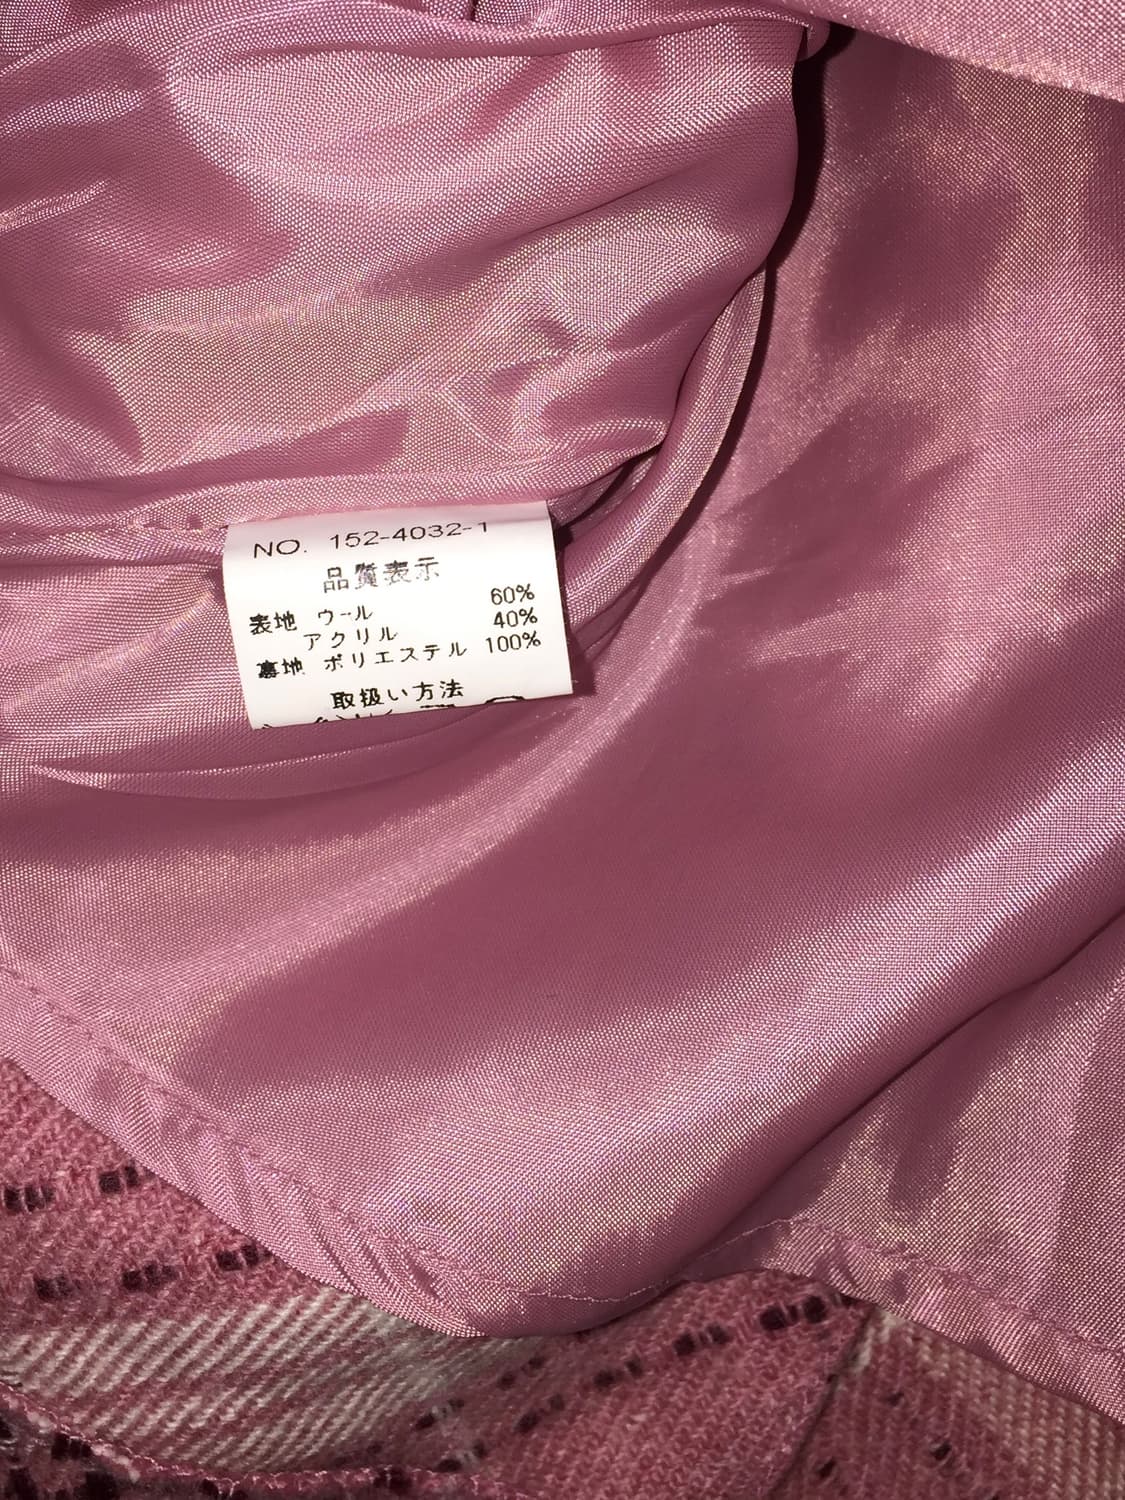 NO. 152-4032-1
品質表示
表地 ウール 60%
アクリル 40%
裏地 ポリエステル 100%
取扱い方法